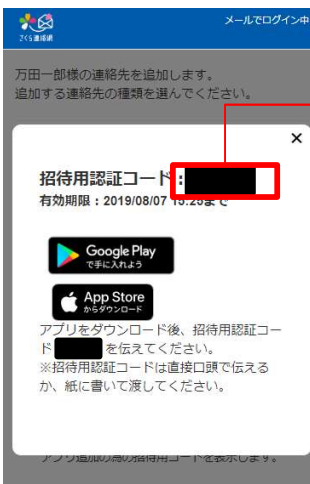 さくら連絡網
メールでログイン中
万田一郎様の連絡先を追加します。
追加する連絡先の種類を選んでください。
×
招待用認証コード：
有効期限：2019/08/07 15:25まで
Google Play
で手に入れよう
App Store
からダウンロード
アプリをダウンロード後、招待用認証コー
ド を伝えてください。
※招待用認証コードは直接口頭で伝える
か、紙に書いて渡してください。
アプリ追加の為の招待用コードを表示します。